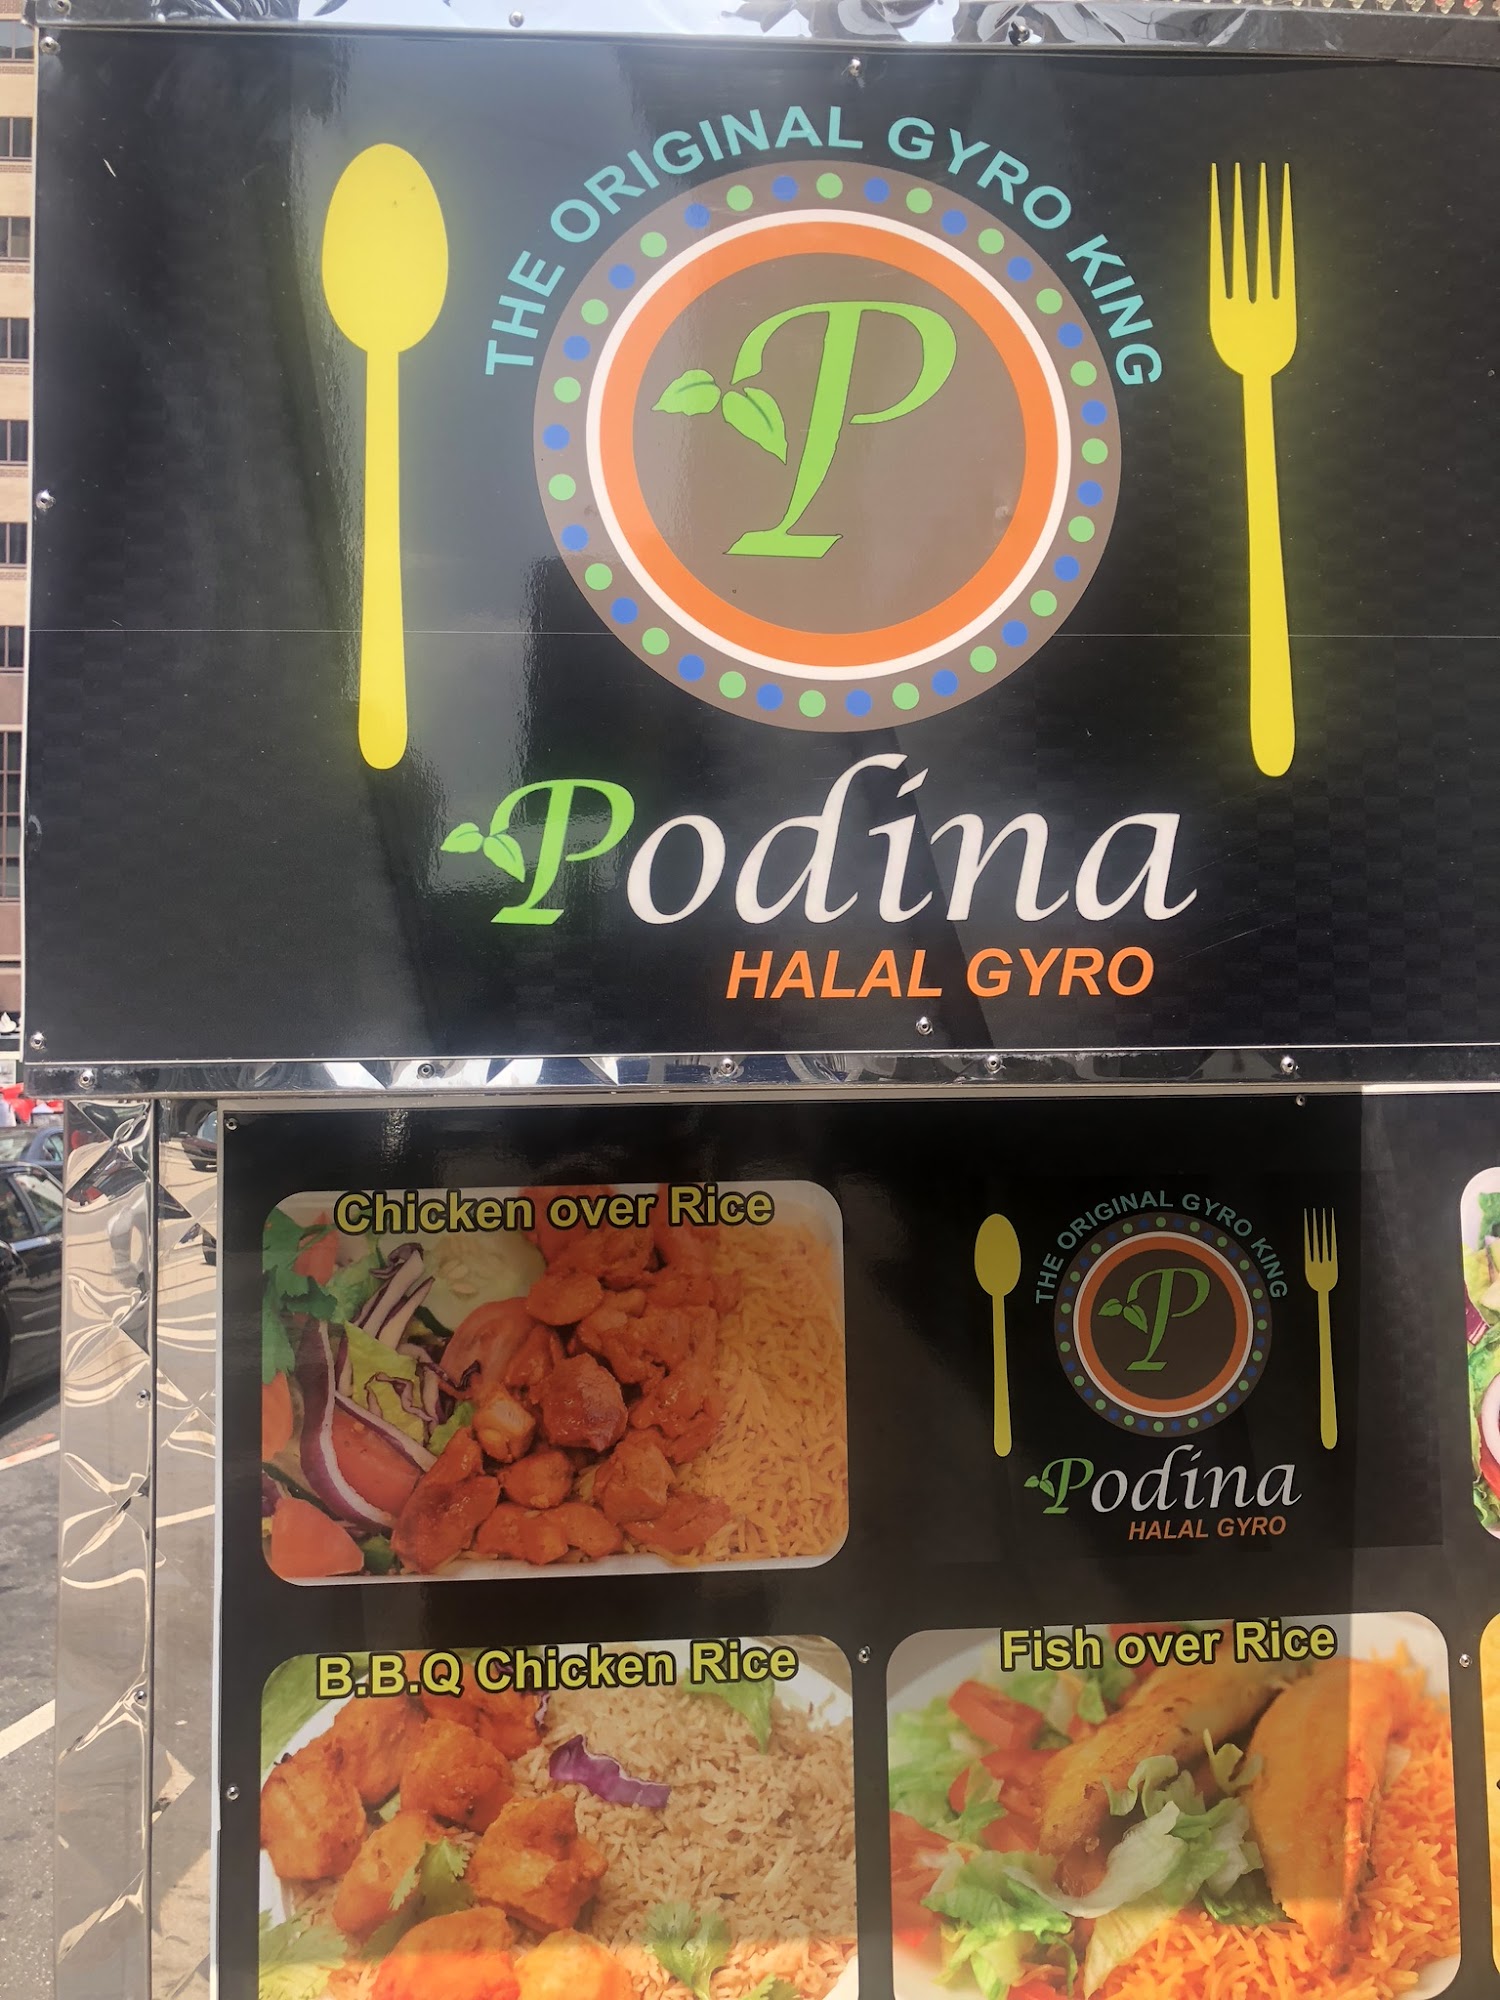 THE ORIGINAL GYRO KING
P
Podina
HALAL GYRO
Chicken over Rice
THE ORIGINAL GYRO KING
P
Podina
HALAL GYRO
B.B.Q Chicken Rice
Fish over Rice